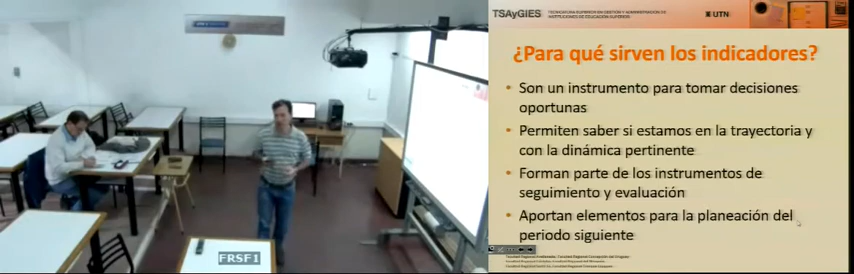 TSAyGIES
TECNICATURA SUPERIOR EN GESTIÓN Y ADMINISTRACIÓN DE
INSTITUCIONES DE EDUCACIÓN SUPERIOR
UTN
¿Para qué sirven los indicadores?
• Son un instrumento para tomar decisiones
oportunas
• Permiten saber si estamos en la trayectoria y
con la dinámica pertinente
• Forman parte de los instrumentos de
seguimiento y evaluación
• Aportan elementos para la planeación del
periodo siguiente
FRSF1